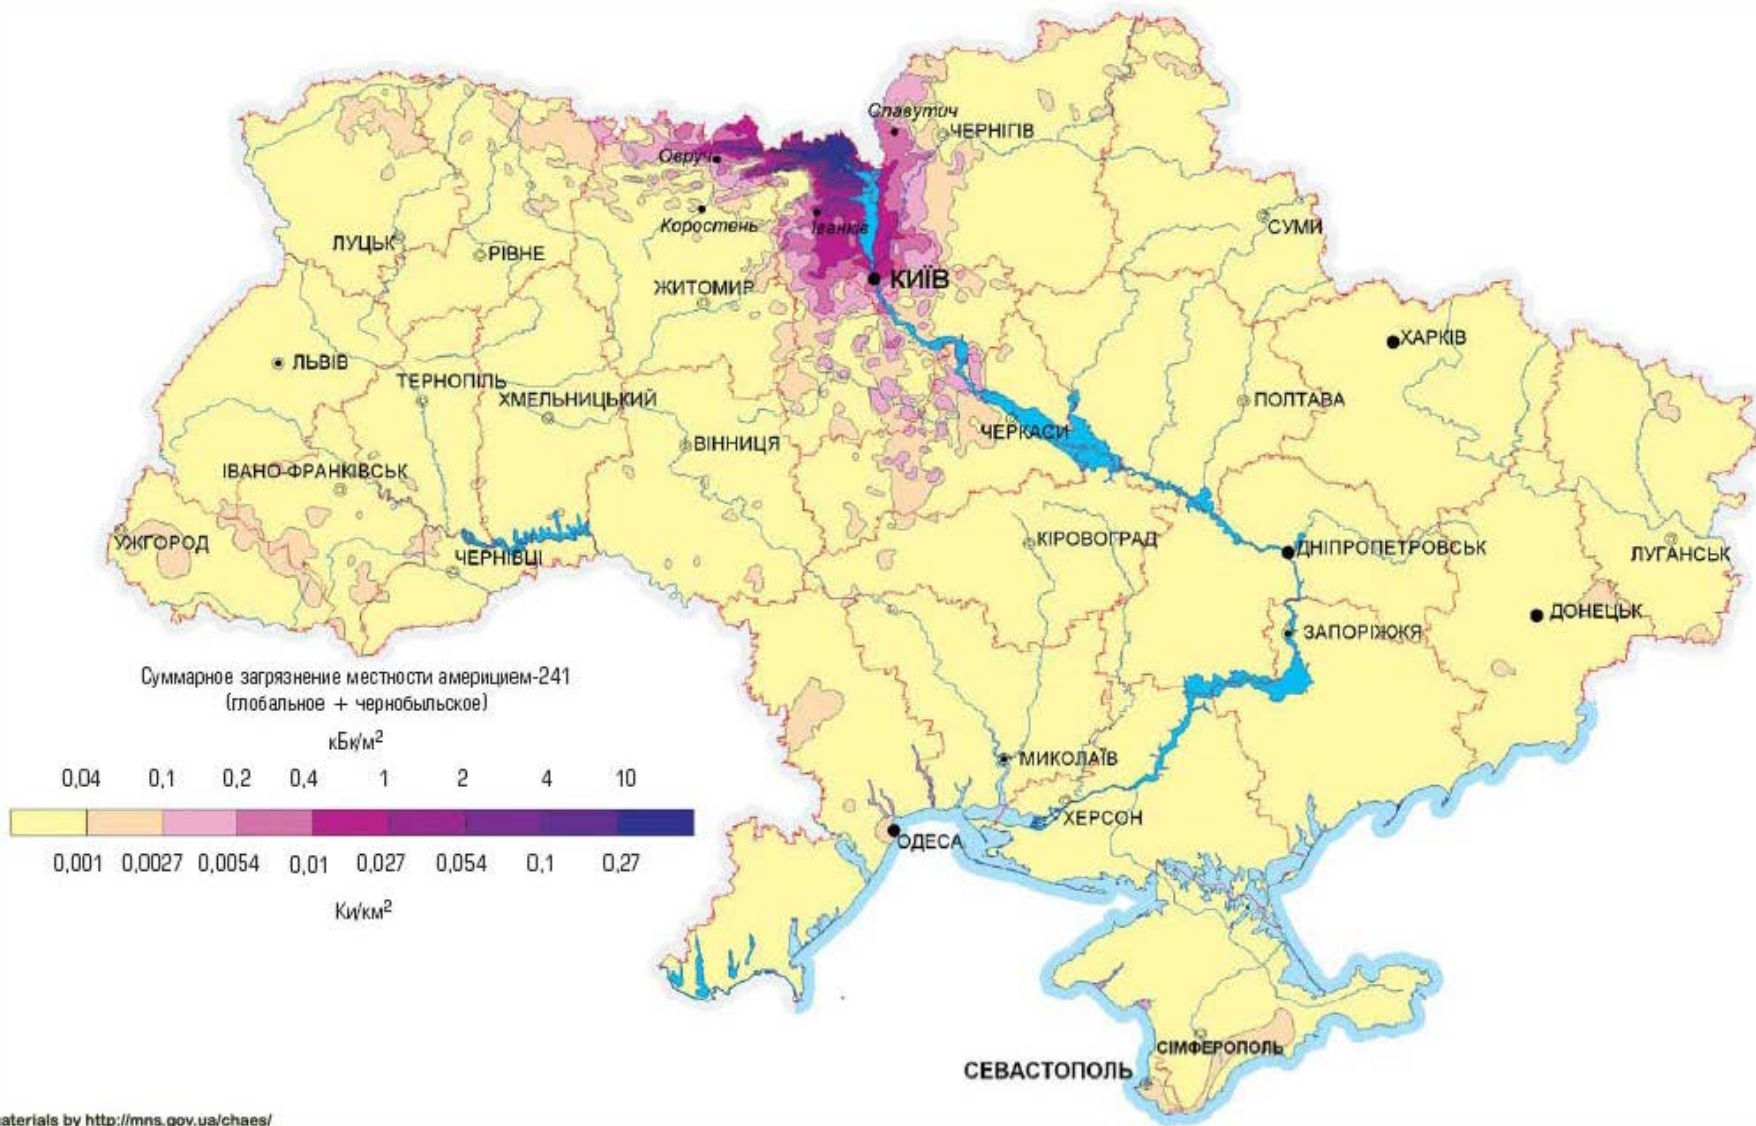 Славутич
ЧЕРНІГІВ
Овруч
Коростень
Іванків
СУМИ
ЛУЦЬК
РІВНЕ
ЖИТОМИР
КИЇВ
ХАРКІВ
ЛЬВІВ
ТЕРНОПІЛЬ
ХМЕЛЬНИЦЬКИЙ
ПОЛТАВА
ЧЕРКАСИ
ВІННИЦЯ
ІВАНО-ФРАНКІВСЬК
УЖГОРОД
ЧЕРНІВЦІ
КІРОВОГРАД
ДНІПРОПЕТРОВСЬК
ЛУГАНСЬК
ДОНЕЦЬК
ЗАПОРІЖЖЯ
Суммарное загрязнение местности америцием-241
(глобальное + чернобыльское)
кБк/м²
0,04 0,1 0,2 0,4 1 2 4 10
0,001 0,0027 0,0054 0,01 0,027 0,054 0,1 0,27
Ки/км²
МИКОЛАЇВ
ХЕРСОН
ОДЕСА
СІМФЕРОПОЛЬ
СЕВАСТОПОЛЬ
aterials by http://mns.gov.ua/chaes/